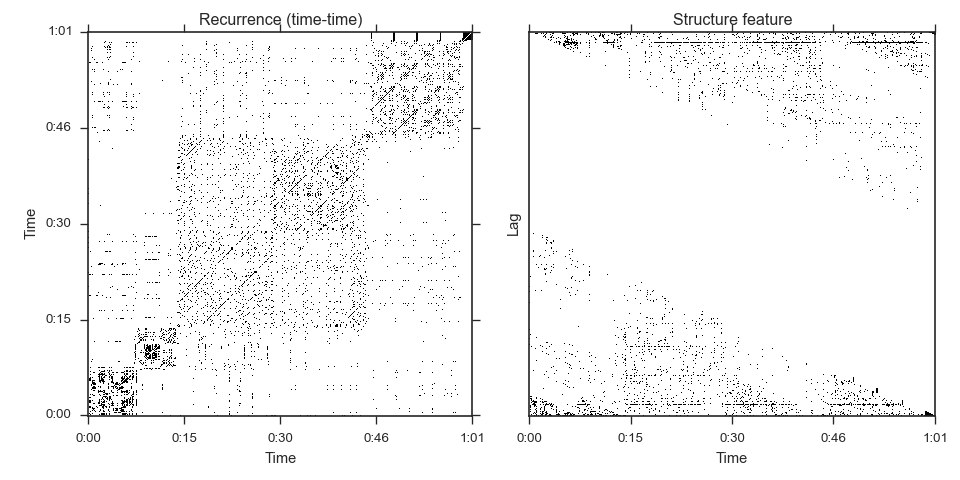 Recurrence (time-time)
1:01
0:46
0:30
0:15
0:00
Time
0:00 0:15 0:30 0:46 1:01
Time
Structure feature
Lag
0:00 0:15 0:30 0:46 1:01
Time